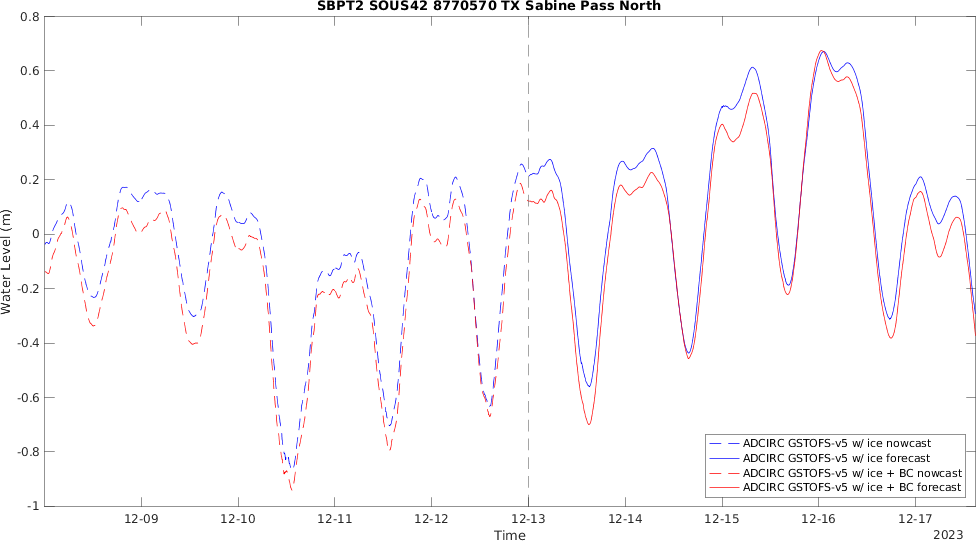 SBPT2 SOUS42 8770570 TX Sabine Pass North
0.8
0.6
0.4
0.2
0
-0.2
-0.4
-0.6
-0.8
-1
Water Level (m)
12-09
12-10
12-11
12-12
12-13
12-14
12-15
12-16
12-17
Time
2023
ADCIRC GSTOFS-v5 w/ ice nowcast
ADCIRC GSTOFS-v5 w/ ice forecast
ADCIRC GSTOFS-v5 w/ ice + BC nowcast
ADCIRC GSTOFS-v5 w/ ice + BC forecast